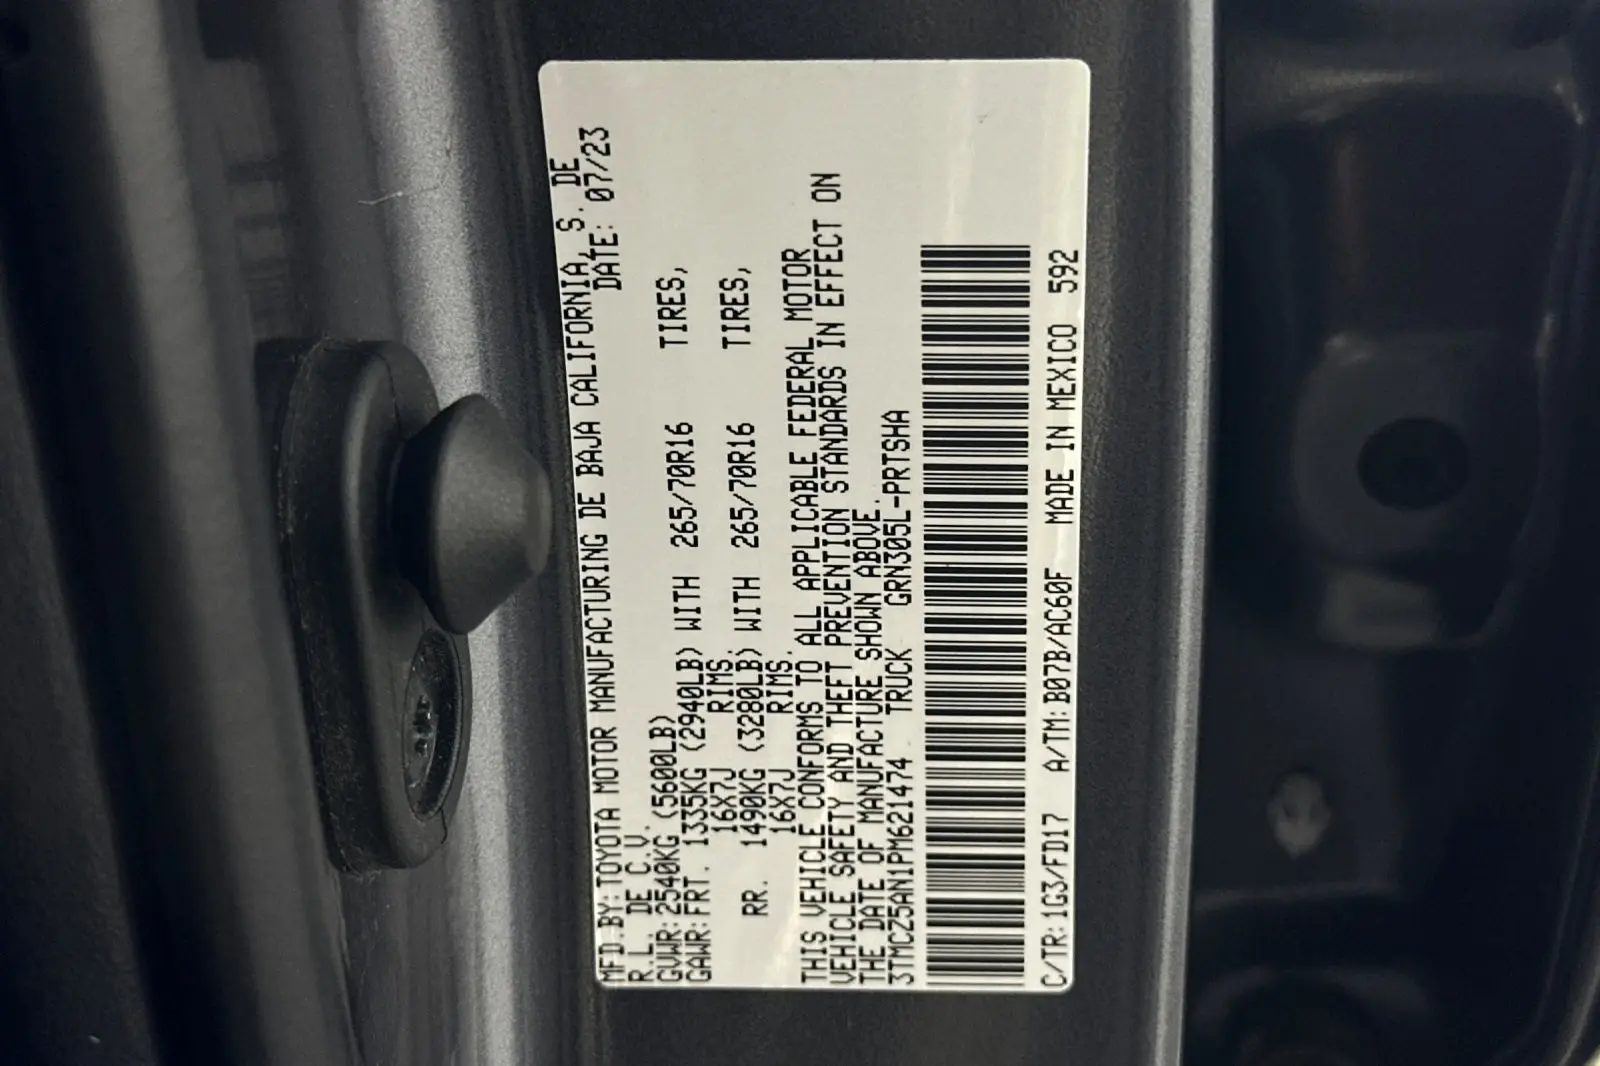 MFD.BY:TOYOTA MOTOR MANUFACTURING DE BAJA CALIFORNIA, S. DE
R.L. DE C.V. DATE: 07/23
GVWR:2540KG (5600LB)
GAWR:FRT. 1335KG (2940LB) WITH 265/70R16 TIRES,
16X7J RIMS.
RR. 1490KG (3280LB) WITH 265/70R16 TIRES,
16X7J RIMS.
THIS VEHICLE CONFORMS TO ALL APPLICABLE FEDERAL MOTOR
VEHICLE SAFETY AND THEFT PREVENTION STANDARDS IN EFFECT ON
THE DATE OF MANUFACTURE SHOWN ABOVE.
3TMCZ5AN1PM621474 TRUCK GRN305L-PRTSHA
C/TR:1G3/FD17 A/TM:B07B/AC60F MADE IN MEXICO 592